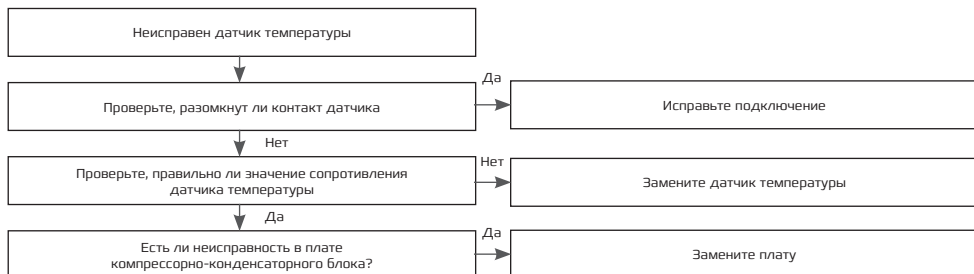 Неисправен датчик температуры
Да
Проверьте, разомкнут ли контакт датчика
Исправьте подключение
Нет
Проверьте, правильно ли значение сопротивления
датчика температуры
Нет
Замените датчик температуры
Да
Есть ли неисправность в плате
компрессорно-конденсаторного блока?
Да
Замените плату